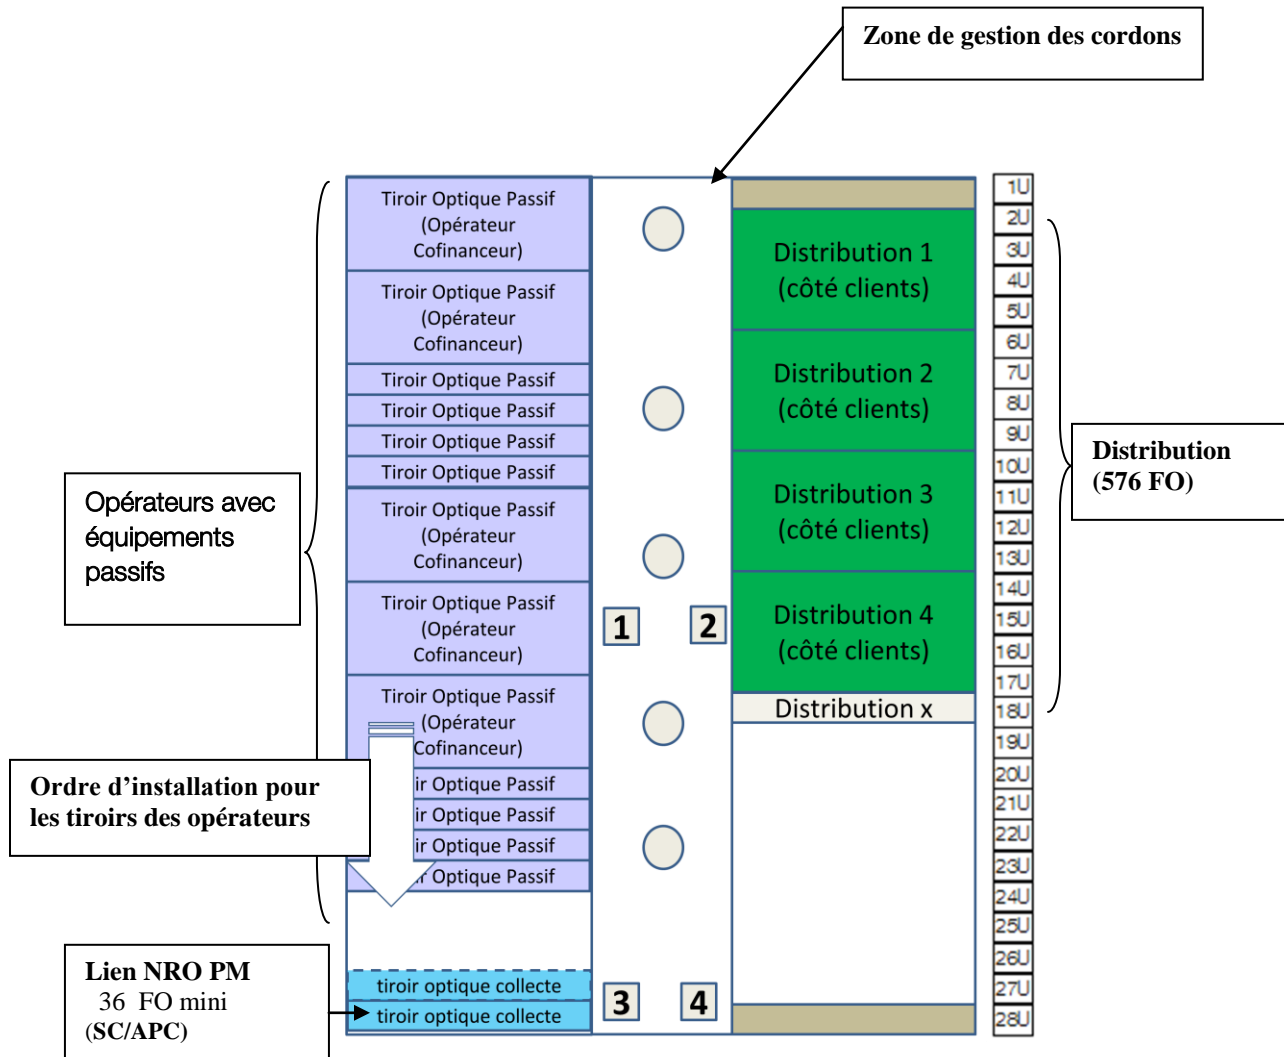 Zone de gestion des cordons
Tiroir Optique Passif
(Opérateur
Cofinanceur)
Tiroir Optique Passif
(Opérateur
Cofinanceur)
Tiroir Optique Passif
Tiroir Optique Passif
Tiroir Optique Passif
Tiroir Optique Passif
Tiroir Optique Passif
(Opérateur
Cofinanceur)
Tiroir Optique Passif
(Opérateur
Cofinanceur)
Tiroir Optique Passif
(Opérateur
Cofinanceur)
ir Optique Passif
ir Optique Passif
ir Optique Passif
ir Optique Passif
tiroir optique collecte
tiroir optique collecte
Opérateurs avec
équipements
passifs
Ordre d’installation pour
les tiroirs des opérateurs
Lien NRO PM
36 FO mini
(SC/APC)
1
2
3
4
Distribution 1
(côté clients)
Distribution 2
(côté clients)
Distribution 3
(côté clients)
Distribution 4
(côté clients)
Distribution x
1U
2U
3U
4U
5U
6U
7U
8U
9U
10U
11U
12U
13U
14U
15U
16U
17U
18U
19U
20U
21U
22U
23U
24U
25U
26U
27U
28U
Distribution
(576 FO)